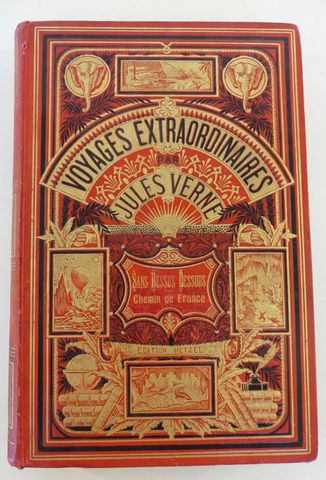 VOYAGES EXTRAORDINAIRES
PAR
JULES VERNE
SANS DESSUS DESSOUS
Chemin de France
EDITION HETZEL